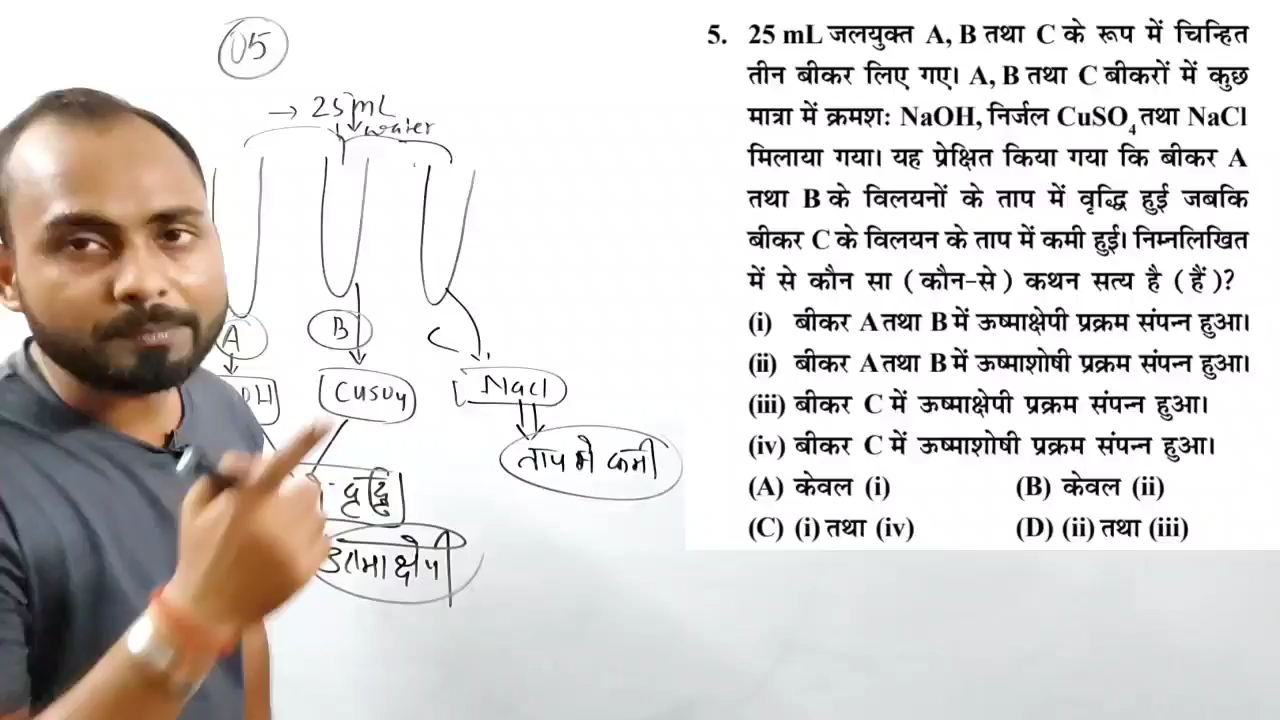 05
→ 25 mL
water
A
B
C
OH
CuSO4
NaCl
ताप में कमी
वृद्धि
5. 25 mL जलयुक्त A, B तथा C के रूप में चिन्हित
तीन बीकर लिए गए। A, B तथा C बीकरों में कुछ
मात्रा में क्रमशः NaOH, निर्जल CuSO₄ तथा NaCl
मिलाया गया। यह प्रेक्षित किया गया कि बीकर A
तथा B के विलयनों के ताप में वृद्धि हुई जबकि
बीकर C के विलयन के ताप में कमी हुई। निम्नलिखित
में से कौन सा ( कौन-से ) कथन सत्य है ( हैं )?
(i) बीकर A तथा B में ऊष्माक्षेपी प्रक्रम संपन्न हुआ।
(ii) बीकर A तथा B में ऊष्माशोषी प्रक्रम संपन्न हुआ।
(iii) बीकर C में ऊष्माक्षेपी प्रक्रम संपन्न हुआ।
(iv) बीकर C में ऊष्माशोषी प्रक्रम संपन्न हुआ।
(A) केवल (i) (B) केवल (ii)
(C) (i) तथा (iv) (D) (ii) तथा (iii)